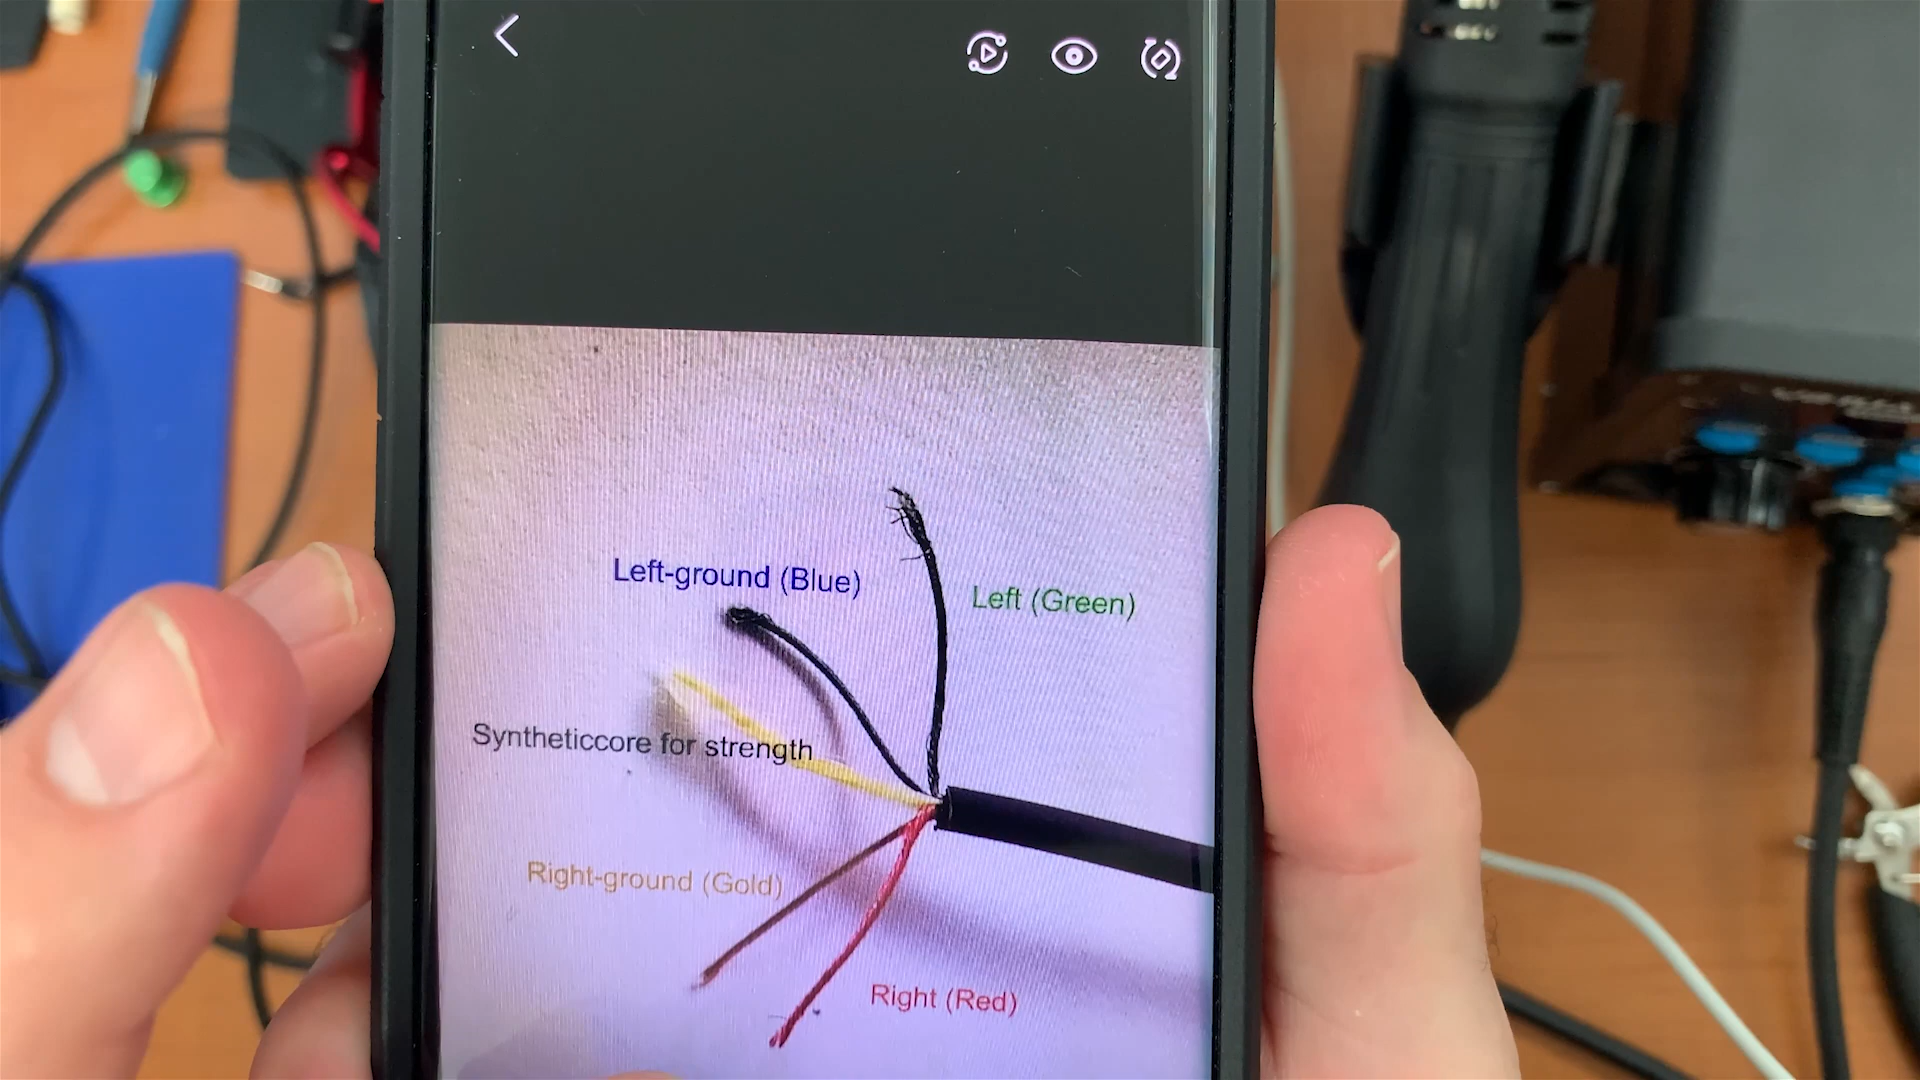 Left-ground (Blue)
Left (Green)
Syntheticcore for strength
Right-ground (Gold)
Right (Red)